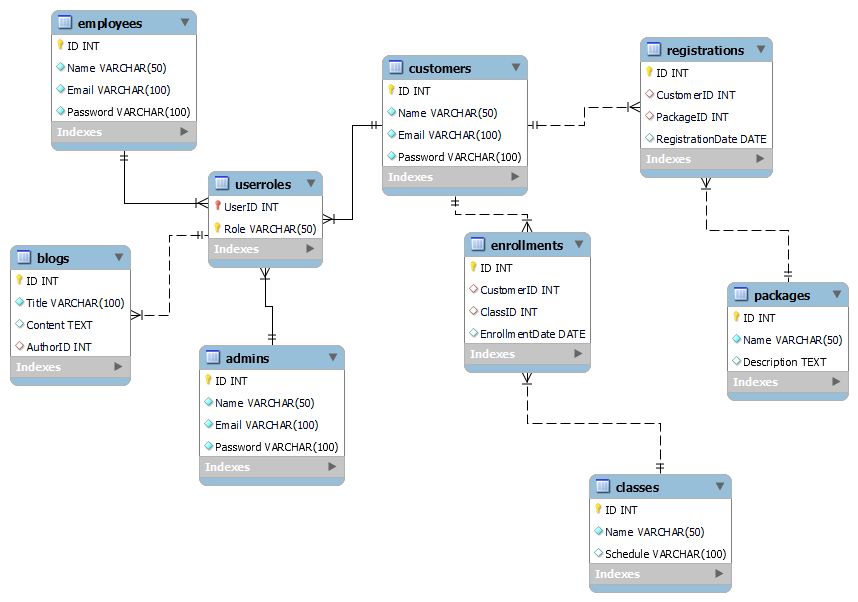 employees
ID INT
Name VARCHAR(50)
Email VARCHAR(100)
Password VARCHAR(100)
Indexes
customers
ID INT
Name VARCHAR(50)
Email VARCHAR(100)
Password VARCHAR(100)
Indexes
registrations
ID INT
CustomerID INT
PackageID INT
RegistrationDate DATE
Indexes
userroles
UserID INT
Role VARCHAR(50)
Indexes
blogs
ID INT
Title VARCHAR(100)
Content TEXT
AuthorID INT
Indexes
enrollments
ID INT
CustomerID INT
ClassID INT
EnrollmentDate DATE
Indexes
packages
ID INT
Name VARCHAR(50)
Description TEXT
Indexes
admins
ID INT
Name VARCHAR(50)
Email VARCHAR(100)
Password VARCHAR(100)
Indexes
classes
ID INT
Name VARCHAR(50)
Schedule VARCHAR(100)
Indexes